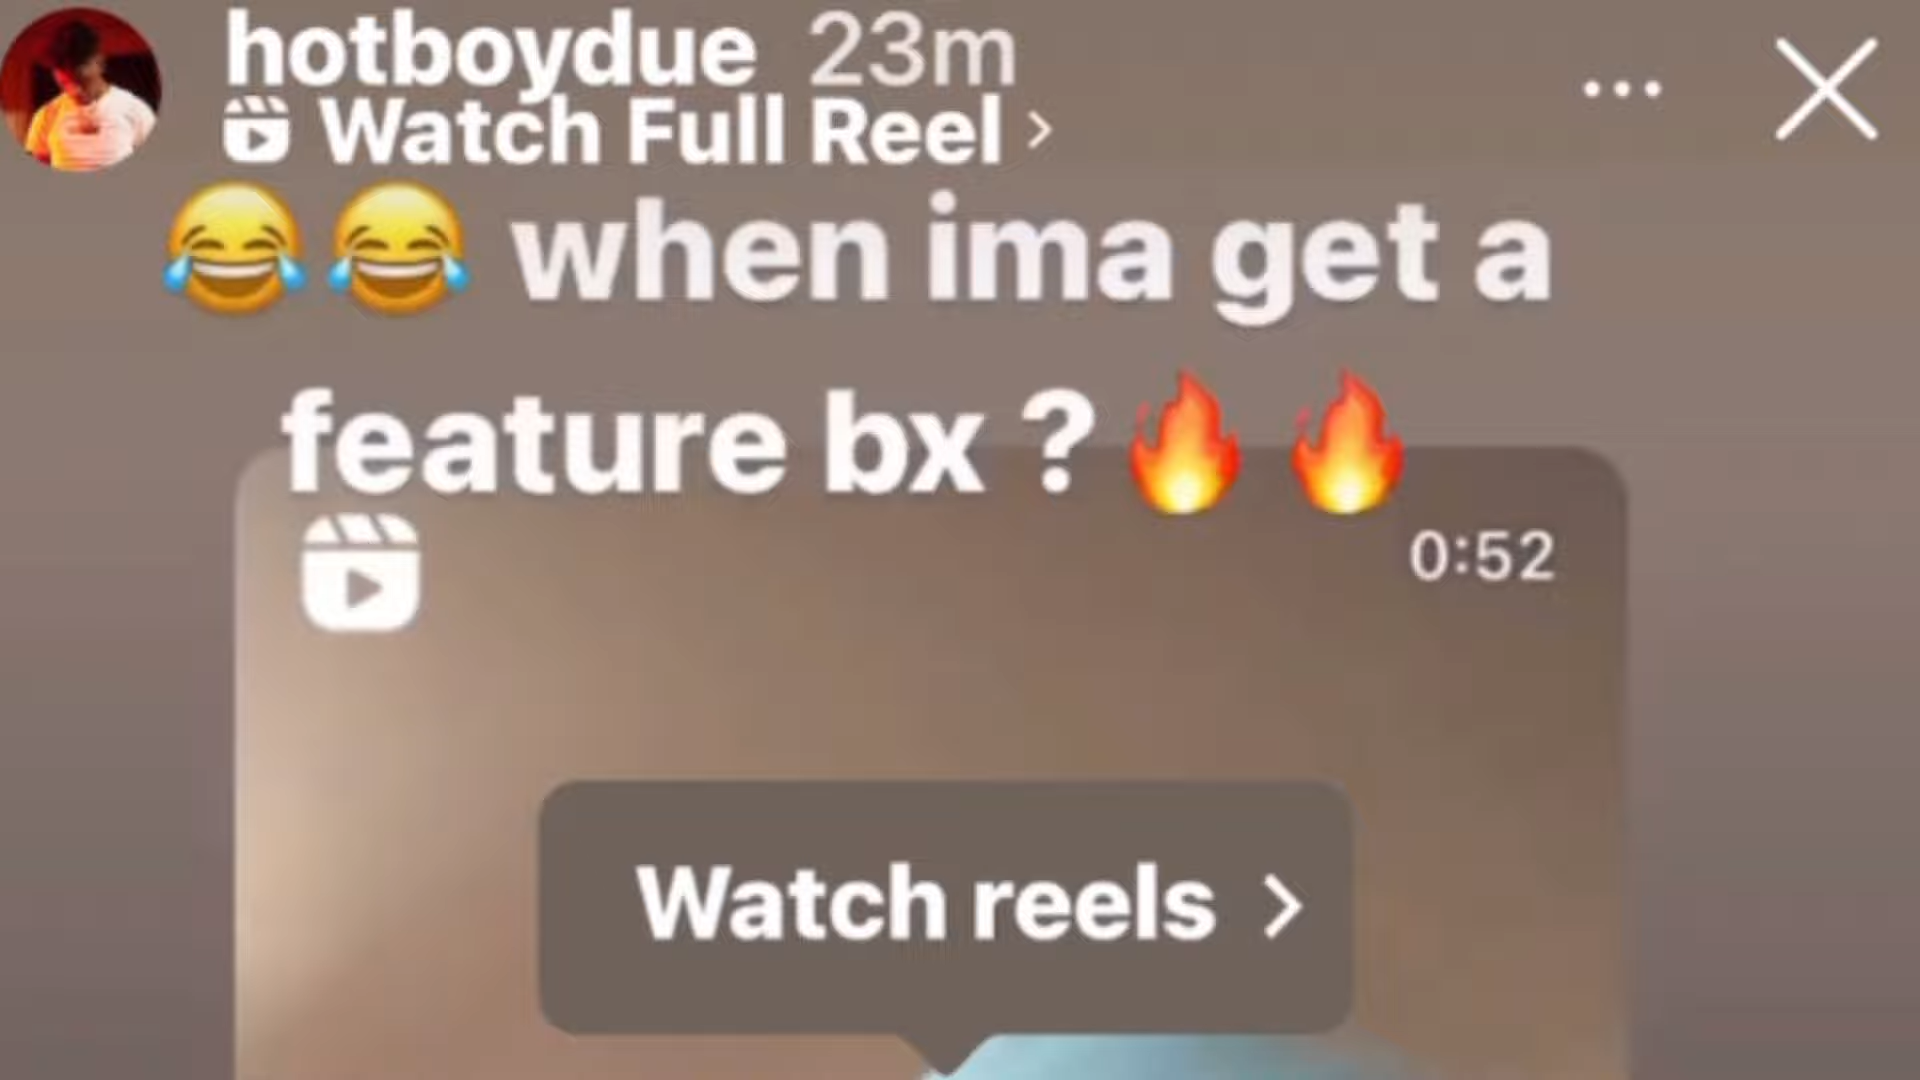 hotboydue 23m
Watch Full Reel >
😂😂 when ima get a
feature bx ?🔥🔥
0:52
Watch reels >